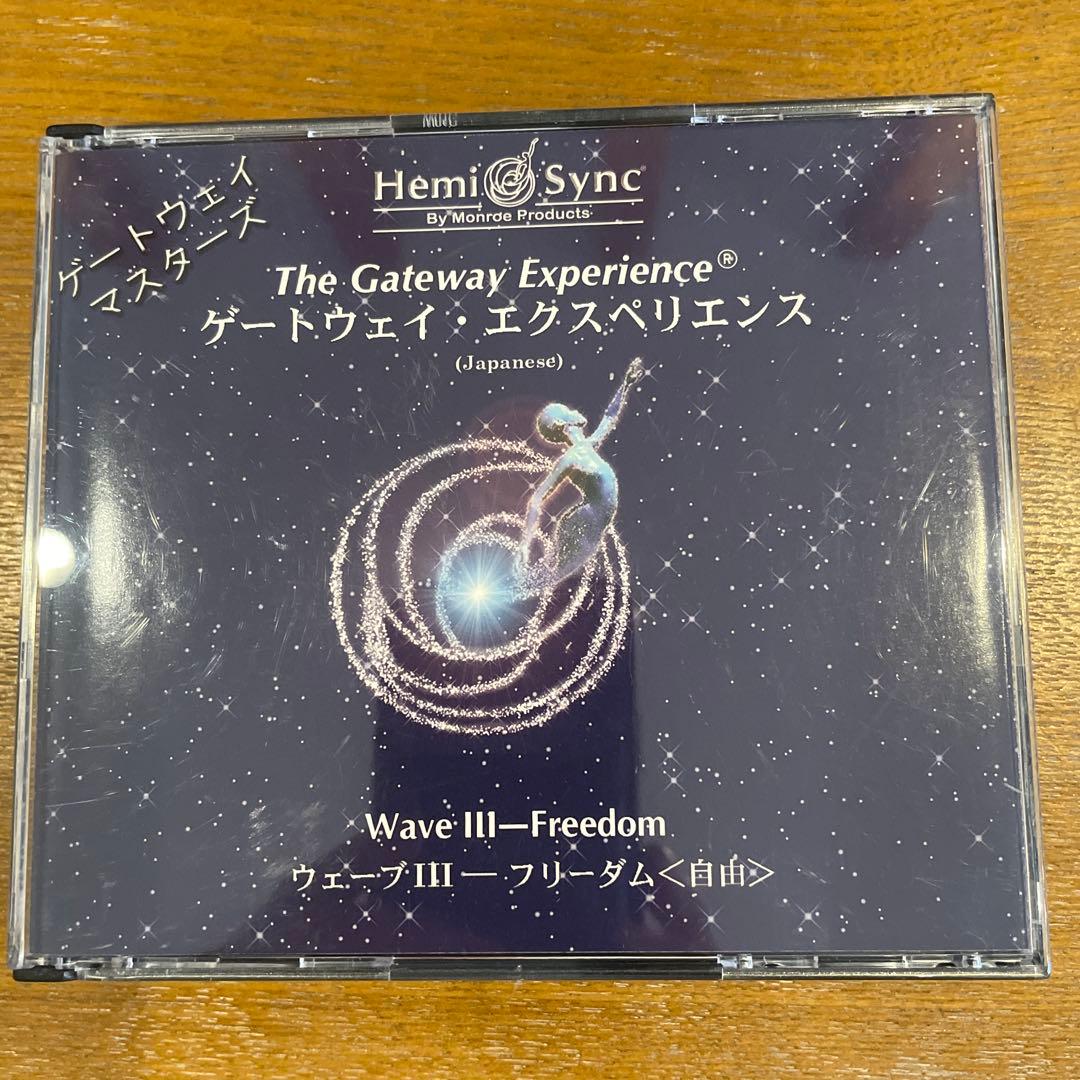 ゲートウェイ
マスターズ
Hemi Sync®
By Monroe Products
The Gateway Experience®
ゲートウェイ・エクスペリエンス
(Japanese)
Wave III—Freedom
ウェーブIII — フリーダム<自由>